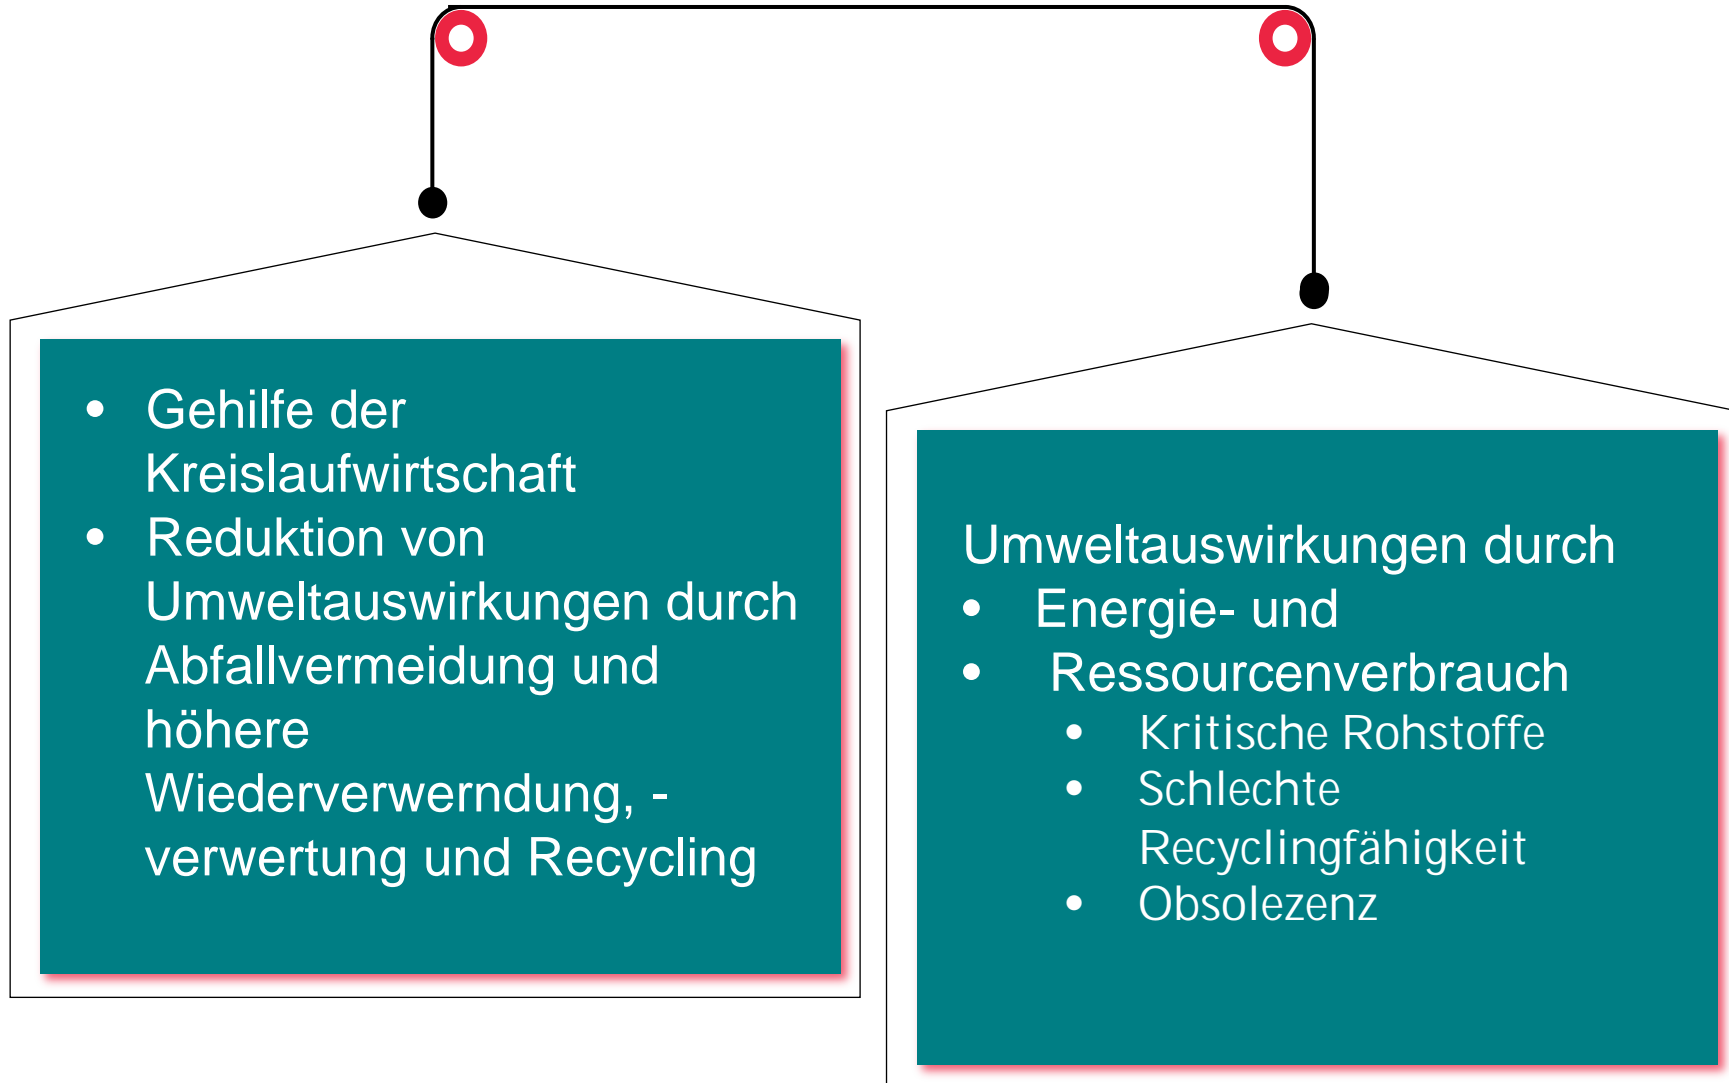 • Gehilfe der
Kreislaufwirtschaft
• Reduktion von
Umweltauswirkungen durch
Abfallvermeidung und
höhere
Wiederverwerndung, -
verwertung und Recycling
Umweltauswirkungen durch
• Energie- und
• Ressourcenverbrauch
• Kritische Rohstoffe
• Schlechte
Recyclingfähigkeit
• Obsolezenz